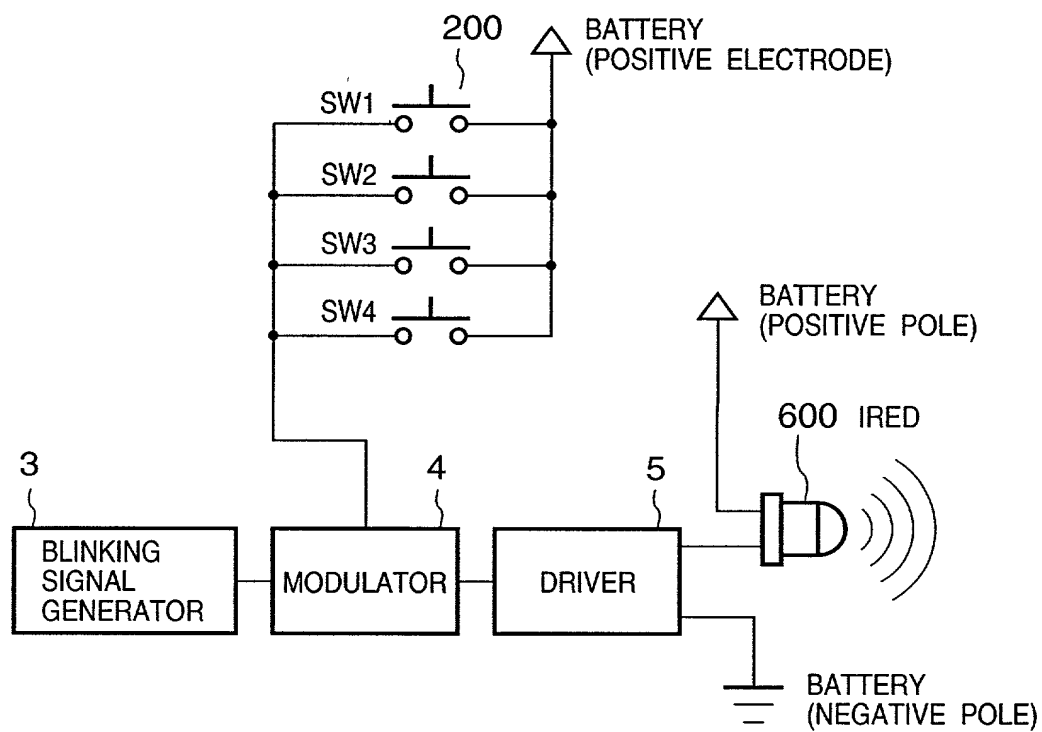 200
BATTERY
(POSITIVE ELECTRODE)
SW1
SW2
SW3
SW4
BATTERY
(POSITIVE POLE)
600 IRED
3
4
5
BLINKING
SIGNAL
GENERATOR
MODULATOR
DRIVER
BATTERY
(NEGATIVE POLE)